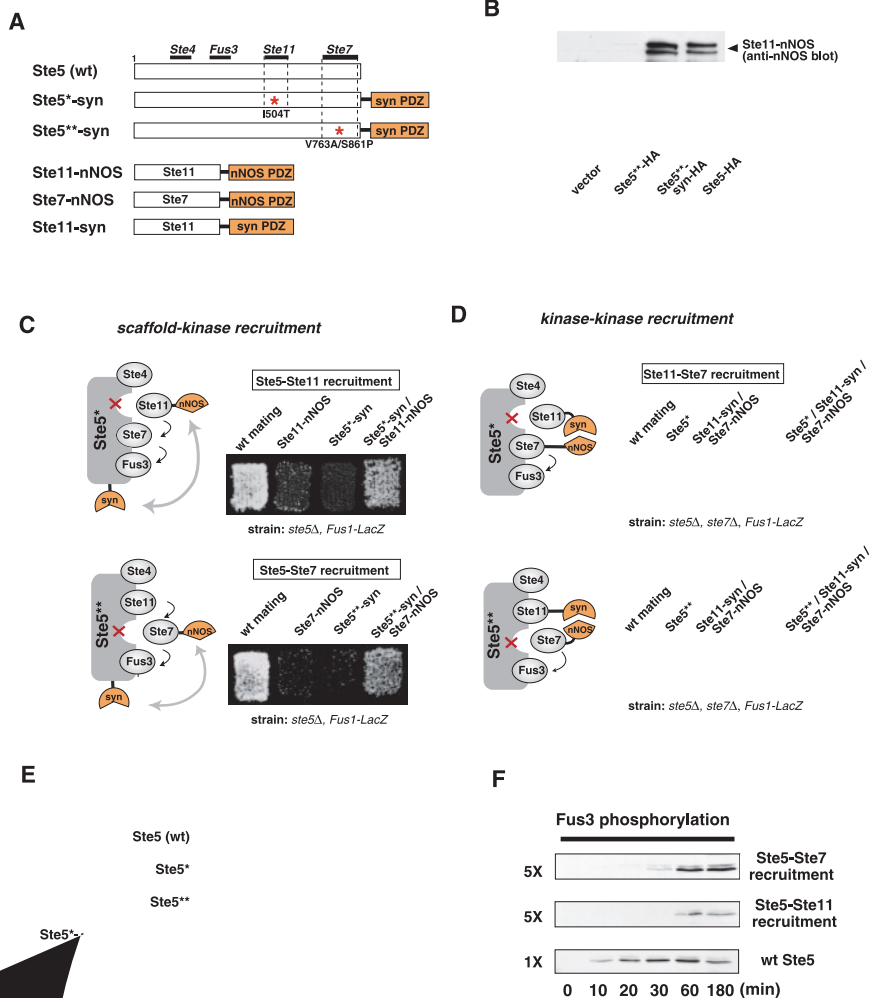 A
Ste4 Fus3 Ste11 Ste7
1
Ste5 (wt)
Ste5*-syn
syn PDZ
*
I504T
Ste5**-syn
*
syn PDZ
V763A/S861P
Ste11-nNOS
Ste11
nNOS PDZ
Ste7-nNOS
Ste7
nNOS PDZ
Ste11-syn
Ste11
syn PDZ
B
Ste11-nNOS
(anti-nNOS blot)
vector
Ste5**-HA
Ste5**-
syn-HA
Ste5-HA
C
scaffold-kinase recruitment
Ste5*
Ste4
Ste11
nNOS
Ste7
Fus3
syn
Ste5-Ste11 recruitment
wt mating
Ste11-nNOS
Ste5*-syn
Ste5*-syn /
Ste11-nNOS
strain: ste5Δ, Fus1-LacZ
Ste5**
Ste4
Ste11
Ste7
nNOS
Fus3
syn
Ste5-Ste7 recruitment
wt mating
Ste7-nNOS
Ste5**-syn
Ste5**-syn /
Ste7-nNOS
strain: ste5Δ, Fus1-LacZ
D
kinase-kinase recruitment
Ste5*
Ste4
Ste11
syn
Ste7
nNOS
Fus3
Ste11-Ste7 recruitment
wt mating
Ste5*
Ste11-syn /
Ste7-nNOS
Ste5* / Ste11-syn /
Ste7-nNOS
strain: ste5Δ, ste7Δ, Fus1-LacZ
Ste5**
Ste4
Ste11
syn
Ste7
nNOS
Fus3
wt mating
Ste5**
Ste11-syn /
Ste7-nNOS
Ste5** / Ste11-syn /
Ste7-nNOS
strain: ste5Δ, ste7Δ, Fus1-LacZ
E
Ste5 (wt)
Ste5*
Ste5**
Ste5*-
F
Fus3 phosphorylation
5X
Ste5-Ste7
recruitment
5X
Ste5-Ste11
recruitment
1X
wt Ste5
0 10 20 30 60 180 (min)